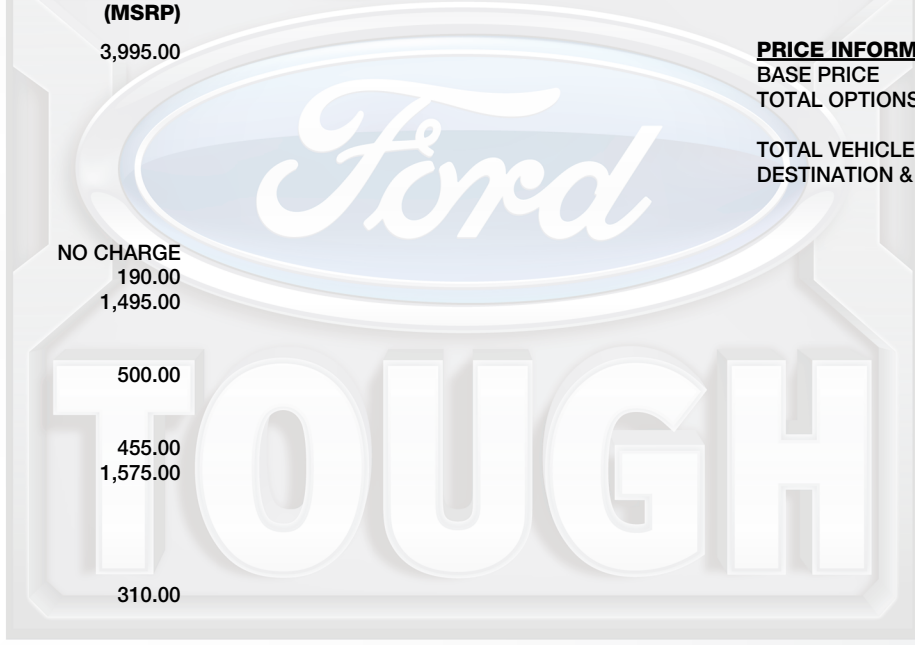 (MSRP)
3,995.00
NO CHARGE
190.00
1,495.00
500.00
455.00
1,575.00
310.00
PRICE INFORM
BASE PRICE
TOTAL OPTIONS
TOTAL VEHICLE
DESTINATION &
Ford
TOUGH